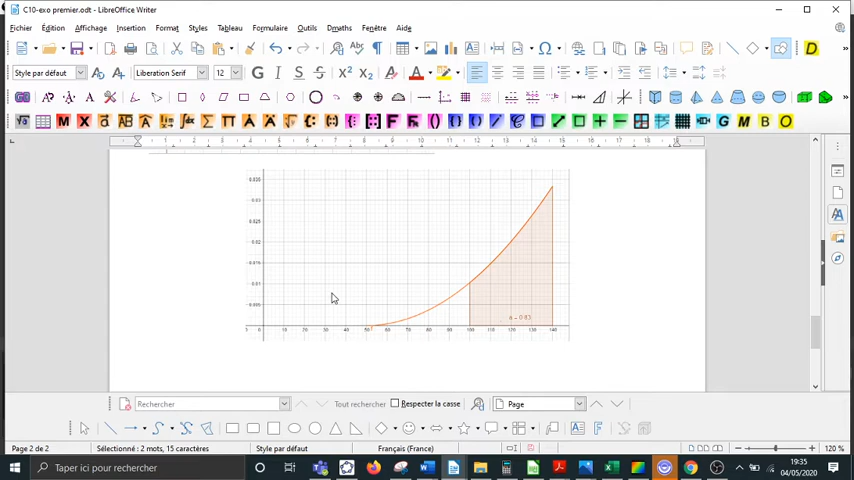 C10-exo premier.odt - LibreOffice Writer
Fichier Édition Affichage Insertion Format Styles Tableau Formulaire Outils Dmaths Fenêtre Aide
Style par défaut Liberation Serif 12 G I S S X² X₂
0.03
0.025
0.02
0.015
0.01
0.005
a = 0.83
0 10 20 30 40 50 60 70 80 90 100 110 120 130 140
Rechercher Tout rechercher Respecter la casse Page
Page 2 de 2 Sélectionné : 2 mots, 15 caractères Style par défaut Français (France) 120 %
Taper ici pour rechercher
19:35
04/05/2020